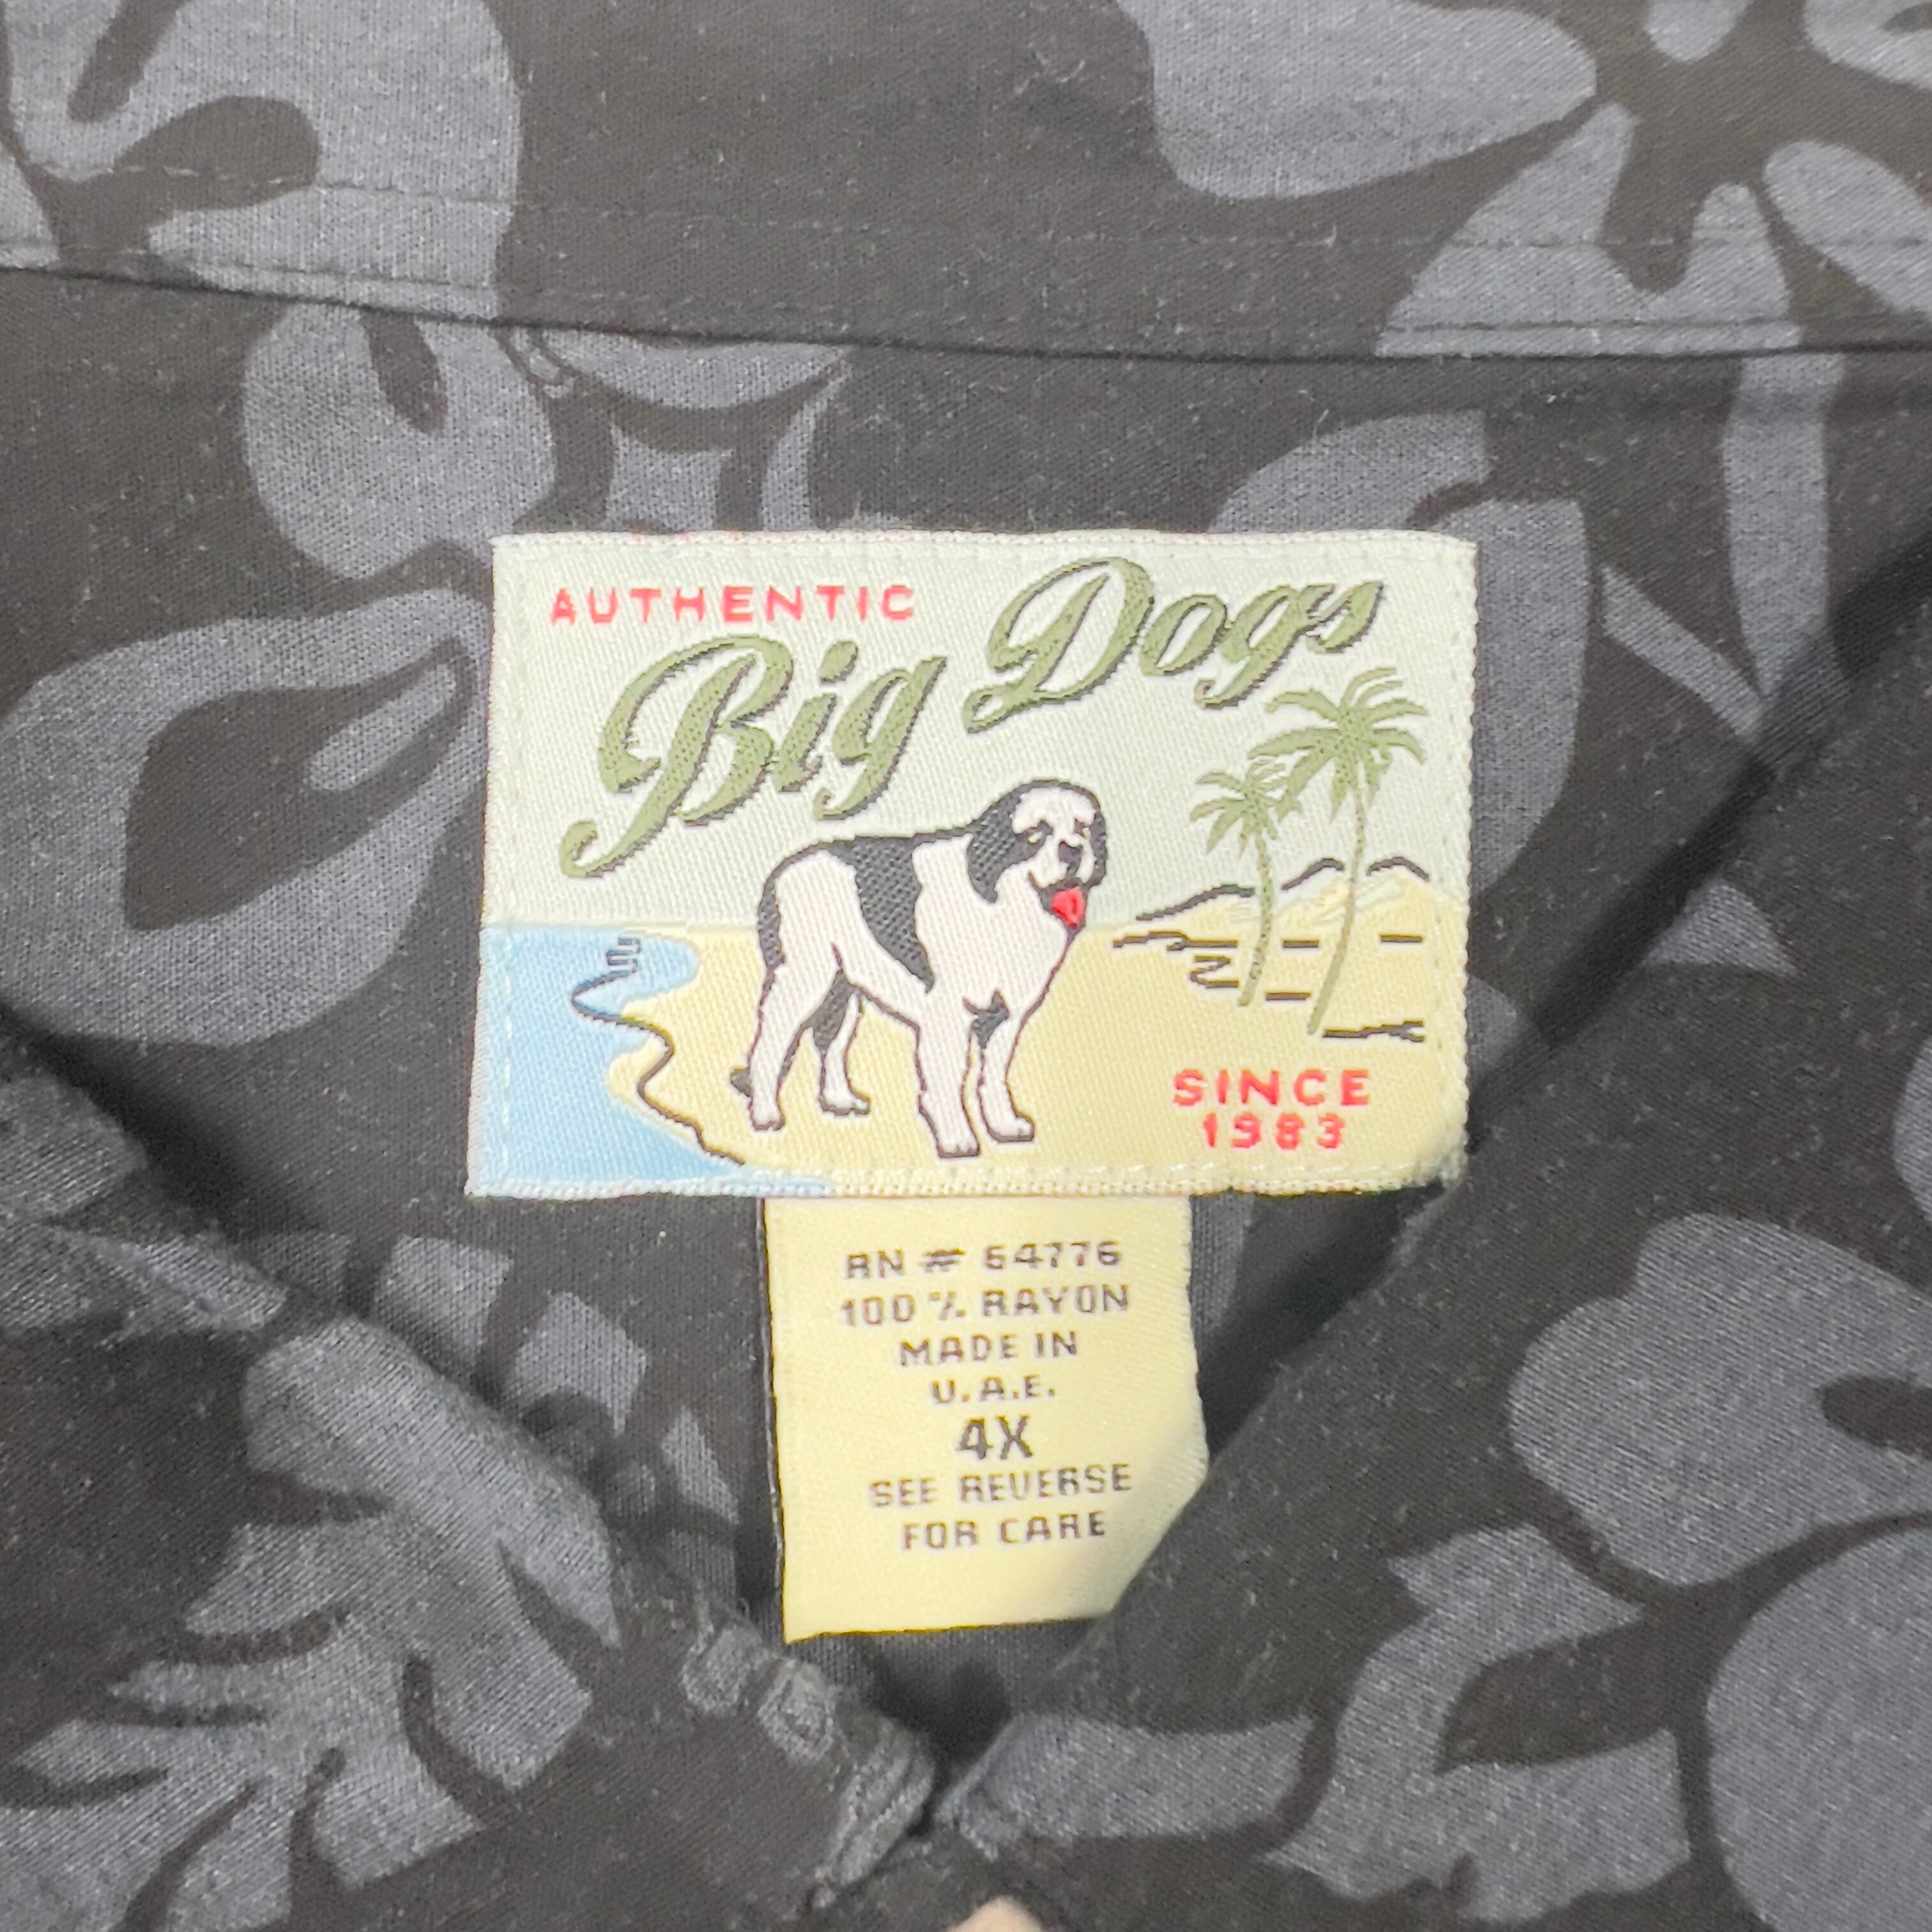 AUTHENTIC
Big Dogs
SINCE
1983
RN # 64776
100% RAYON
MADE IN
U.A.E.
4X
SEE REVERSE
FOR CARE